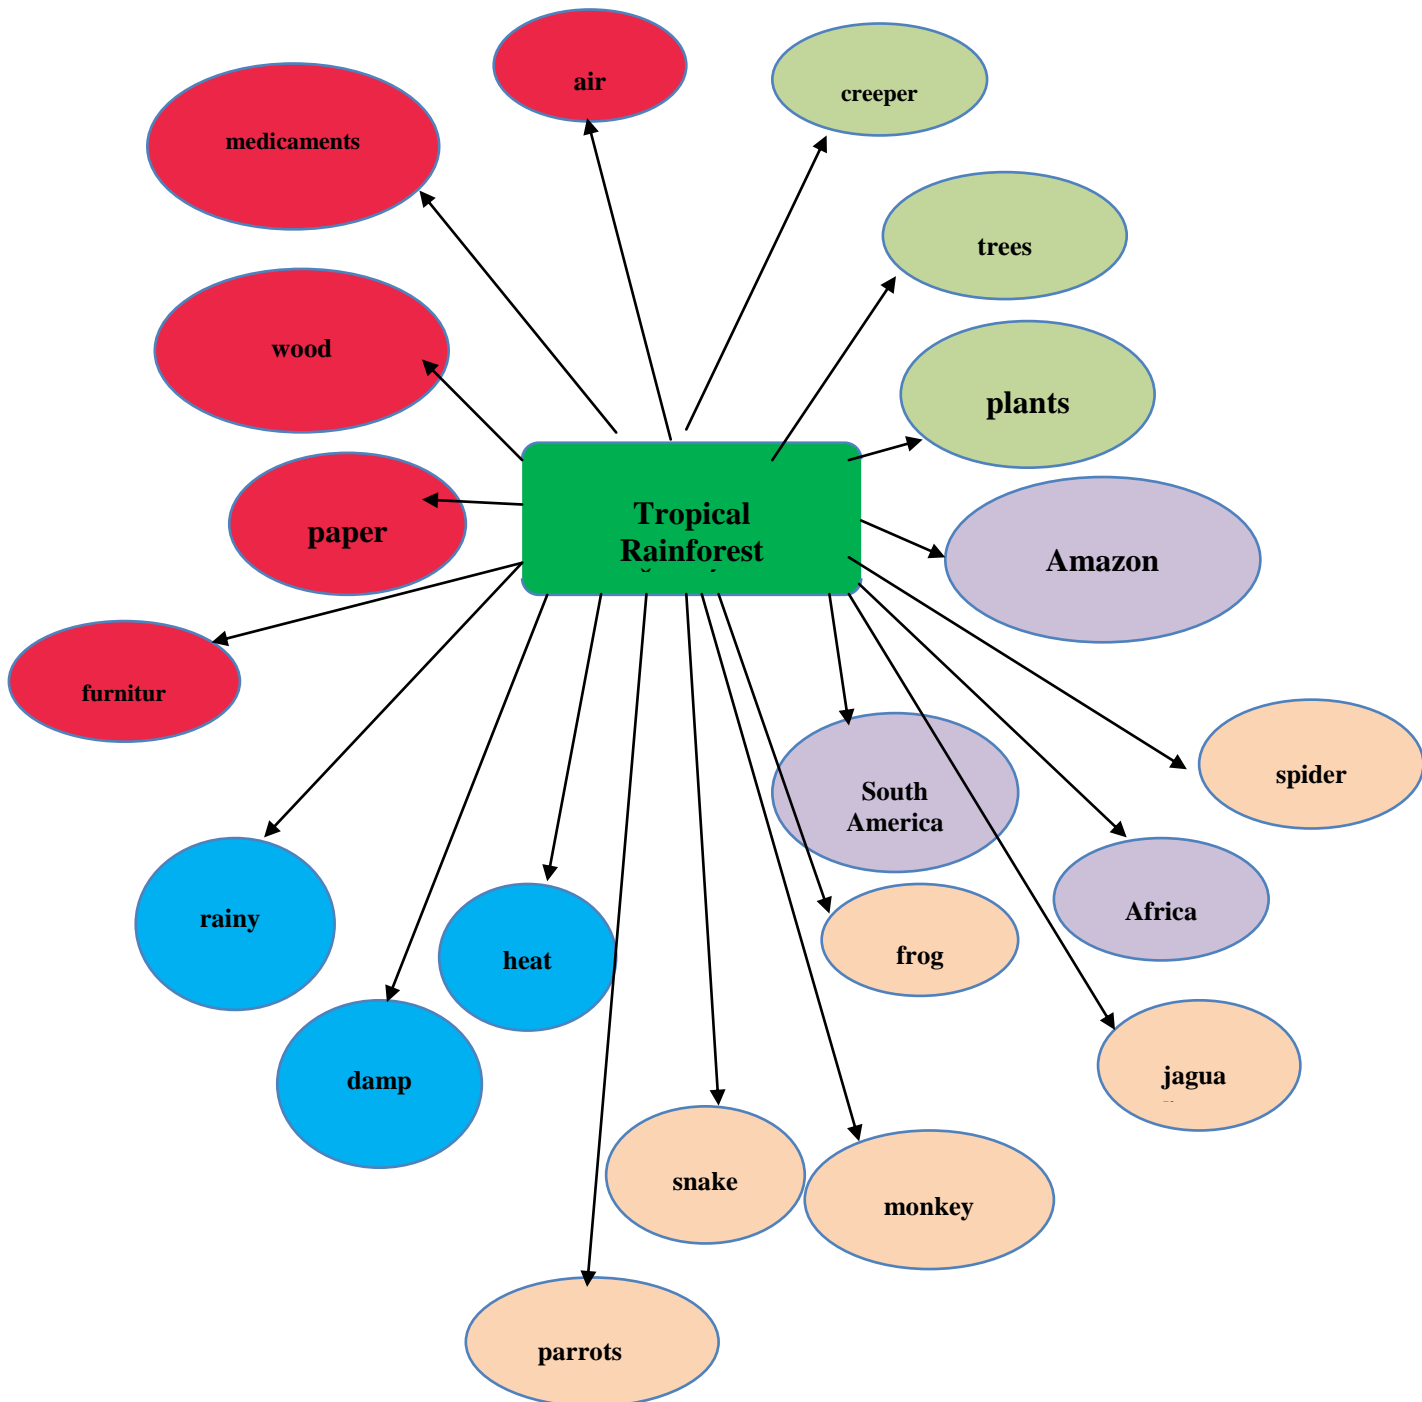 air
creeper
medicaments
trees
wood
plants
Tropical
Rainforest
paper
Amazon
furnitur
spider
South
America
Africa
rainy
frog
heat
jagua
damp
snake
monkey
parrots